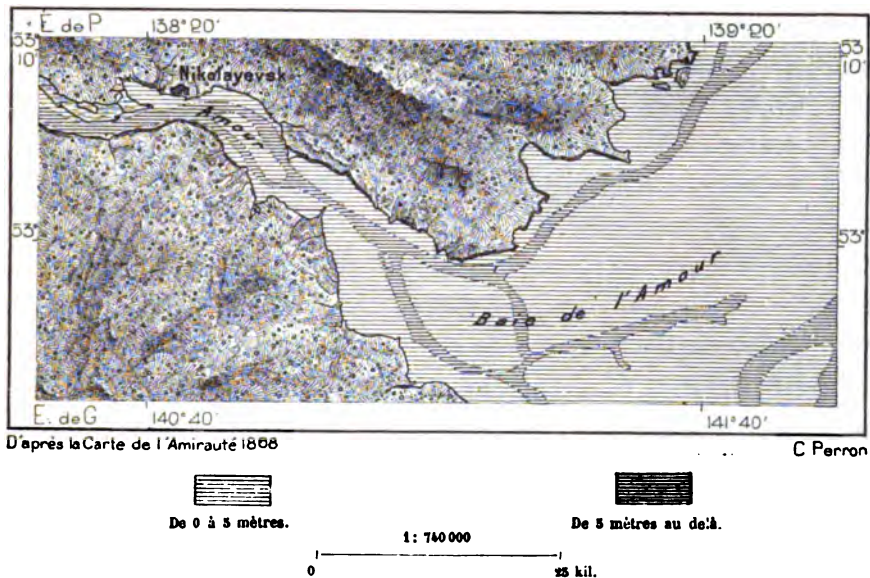 E. de P. 138°20' 139°20'
53° 10' 53° 10'
Nikolayevsk
Amour
53° 53°
Baie de l'Amour
E. de G 140°40' 141°40'
D'après la Carte de l'Amirauté 1868 C Perron
De 0 à 5 mètres. De 5 mètres au delà.
1: 740 000
0 25 kil.